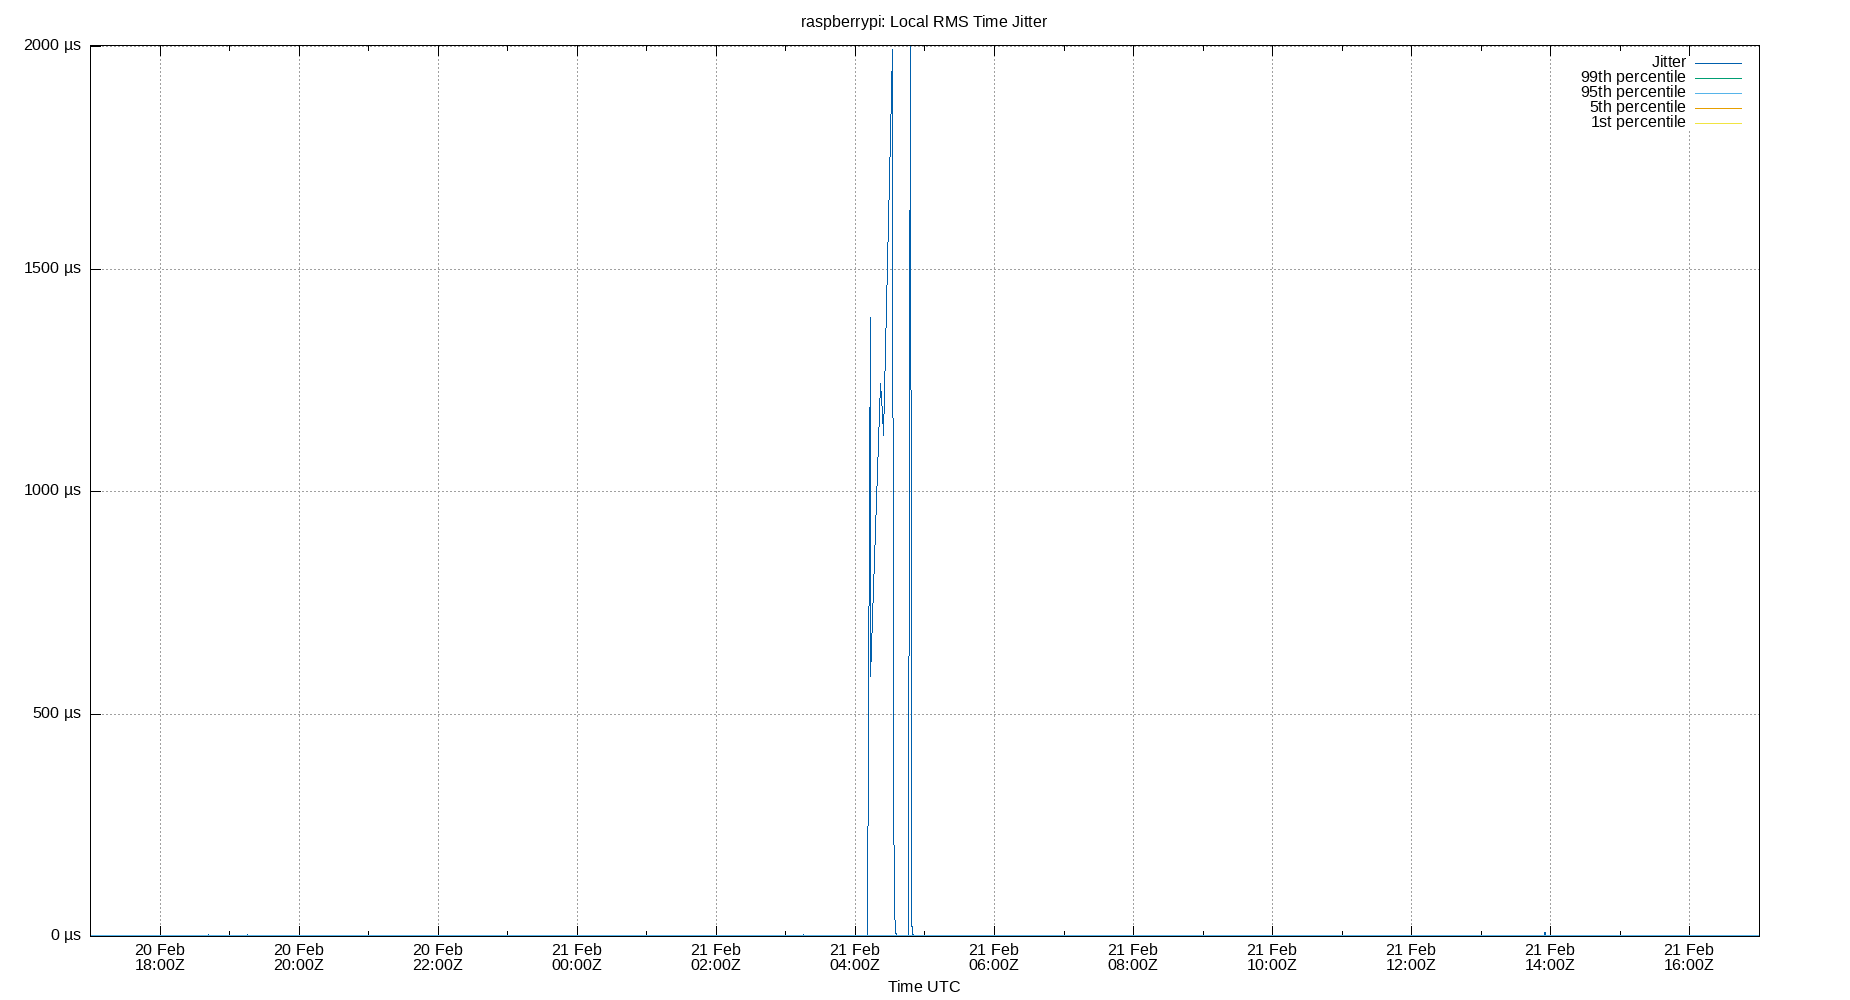 raspberrypi: Local RMS Time Jitter
2000 µs
1500 µs
1000 µs
500 µs
0 µs
Jitter
99th percentile
95th percentile
5th percentile
1st percentile
20 Feb 20 Feb 20 Feb 21 Feb 21 Feb 21 Feb 21 Feb 21 Feb 21 Feb 21 Feb 21 Feb 21 Feb
18:00Z 20:00Z 22:00Z 00:00Z 02:00Z 04:00Z 06:00Z 08:00Z 10:00Z 12:00Z 14:00Z 16:00Z
Time UTC